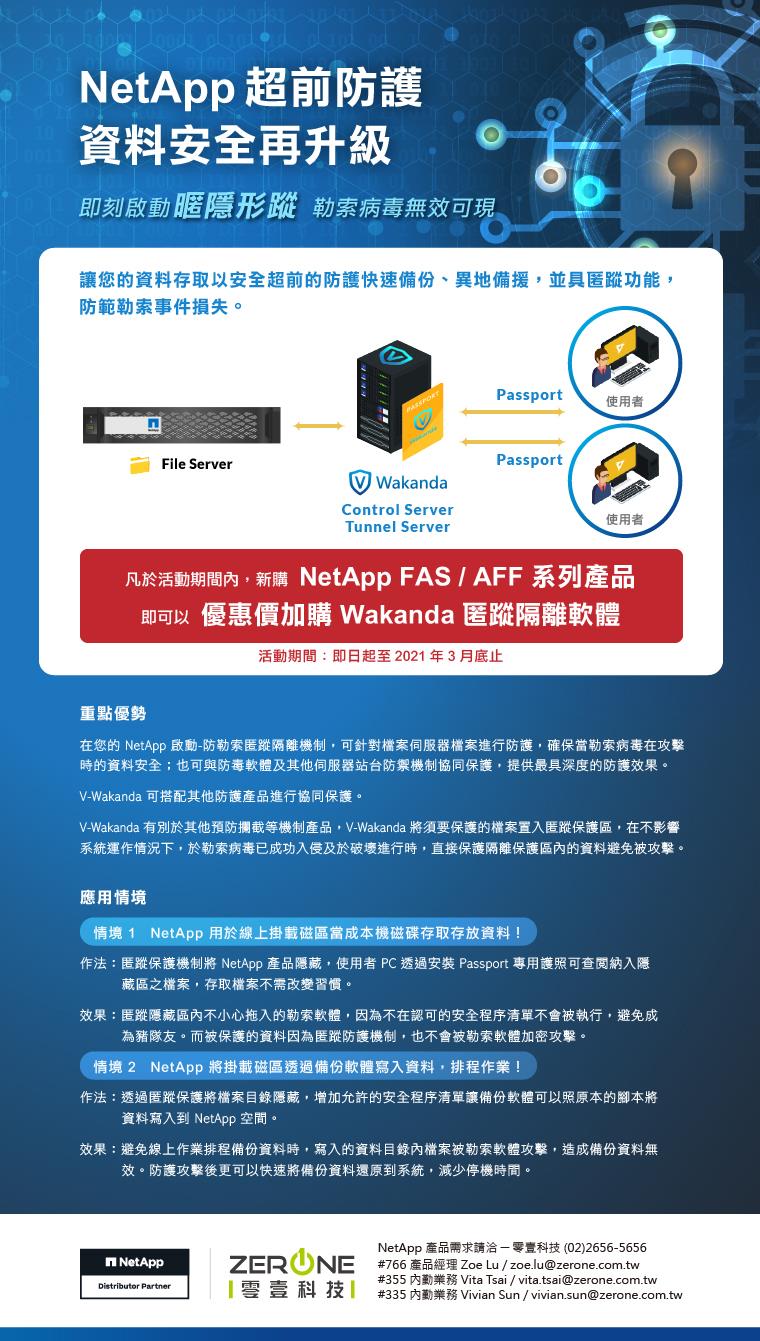 NetApp 超前防護
資料安全再升級
即刻啟動 匿隱形蹤 勒索病毒無效可現
讓您的資料存取以安全超前的防護快速備份、異地備援，並具匿蹤功能，
防範勒索事件損失。
NetApp
File Server
V
PASSPORT
Wakanda
Control Server
Tunnel Server
Passport
Passport
使用者
使用者
凡於活動期間內，新購 NetApp FAS / AFF 系列產品
即可以 優惠價加購 Wakanda 匿蹤隔離軟體
活動期間：即日起至 2021 年 3 月底止
重點優勢
在您的 NetApp 啟動-防勒索匿蹤隔離機制，可針對檔案伺服器檔案進行防護，確保當勒索病毒在攻擊
時的資料安全；也可與防毒軟體及其他伺服器站台防禦機制協同保護，提供最具深度的防護效果。
V-Wakanda 可搭配其他防護產品進行協同保護。
V-Wakanda 有別於其他預防攔截等機制產品，V-Wakanda 將須要保護的檔案置入匿蹤保護區，在不影響
系統運作情況下，於勒索病毒已成功入侵及於破壞進行時，直接保護隔離保護區內的資料避免被攻擊。
應用情境
情境 1 NetApp 用於線上掛載磁區當成本機磁碟存取存放資料！
作法：匿蹤保護機制將 NetApp 產品隱藏，使用者 PC 透過安裝 Passport 專用護照可查閱納入隱
藏區之檔案，存取檔案不需改變習慣。
效果：匿蹤隱藏區內不小心拖入的勒索軟體，因為不在認可的安全程序清單不會被執行，避免成
為豬隊友。而被保護的資料因為匿蹤防護機制，也不會被勒索軟體加密攻擊。
情境 2 NetApp 將掛載磁區透過備份軟體寫入資料，排程作業！
作法：透過匿蹤保護將檔案目錄隱藏，增加允許的安全程序清單讓備份軟體可以照原本的腳本將
資料寫入到 NetApp 空間。
效果：避免線上作業排程備份資料時，寫入的資料目錄內檔案被勒索軟體攻擊，造成備份資料無
效。防護攻擊後更可以快速將備份資料還原到系統，減少停機時間。
NetApp
Distributor Partner
ZERONE
零壹科技
NetApp 產品需求請洽 — 零壹科技 (02)2656-5656
#766 產品經理 Zoe Lu / zoe.lu@zerone.com.tw
#355 內勤業務 Vita Tsai / vita.tsai@zerone.com.tw
#335 內勤業務 Vivian Sun / vivian.sun@zerone.com.tw